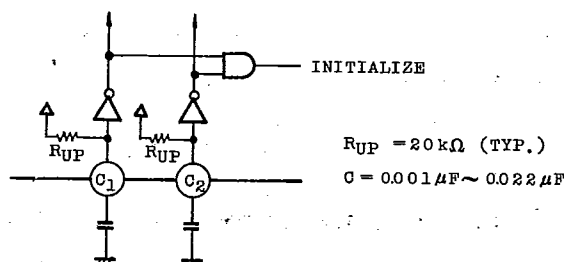 INITIALIZE
RUP RUP
RUP = 20kΩ (TYP.)
C1 C2
C = 0.001μF ~ 0.022μF